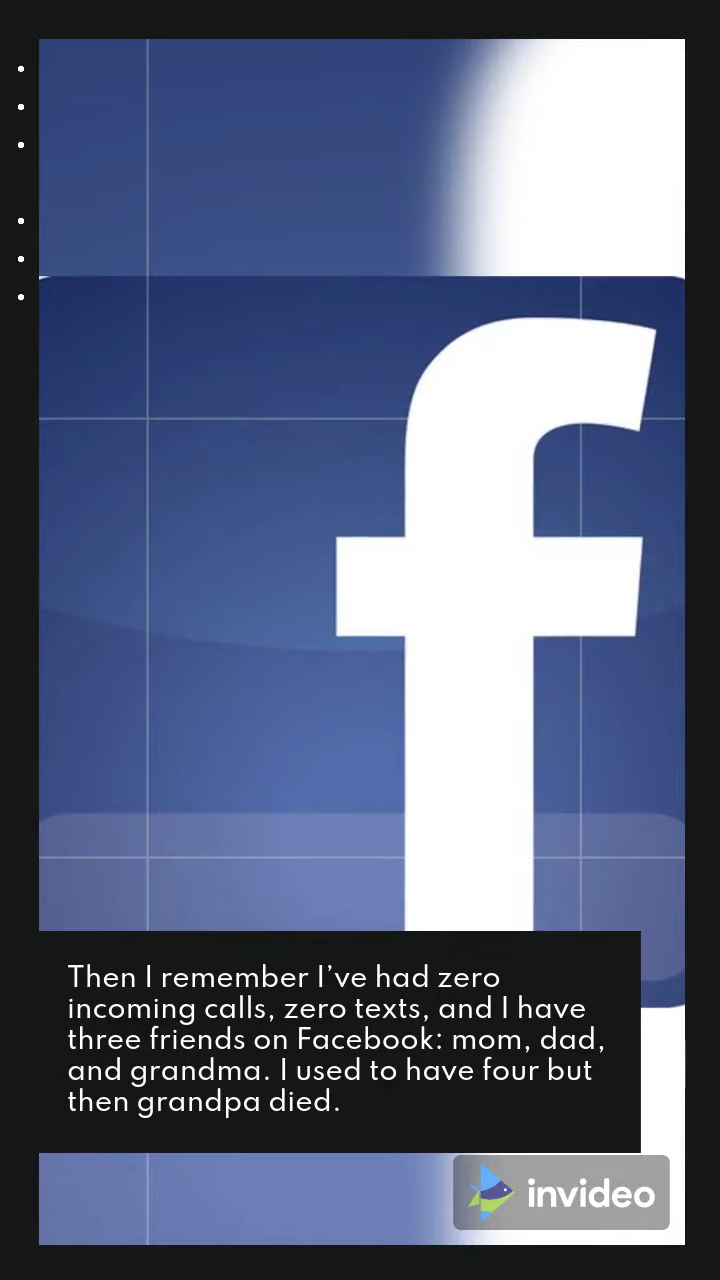 f
Then I remember I’ve had zero
incoming calls, zero texts, and I have
three friends on Facebook: mom, dad,
and grandma. I used to have four but
then grandpa died.
invideo